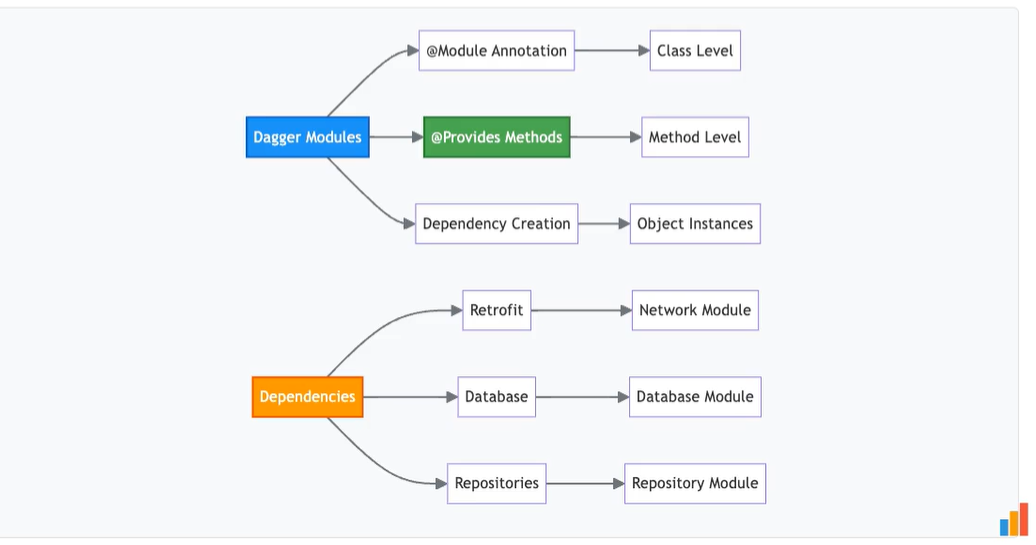 @Module Annotation
Class Level
Dagger Modules
@Provides Methods
Method Level
Dependency Creation
Object Instances
Retrofit
Network Module
Dependencies
Database
Database Module
Repositories
Repository Module